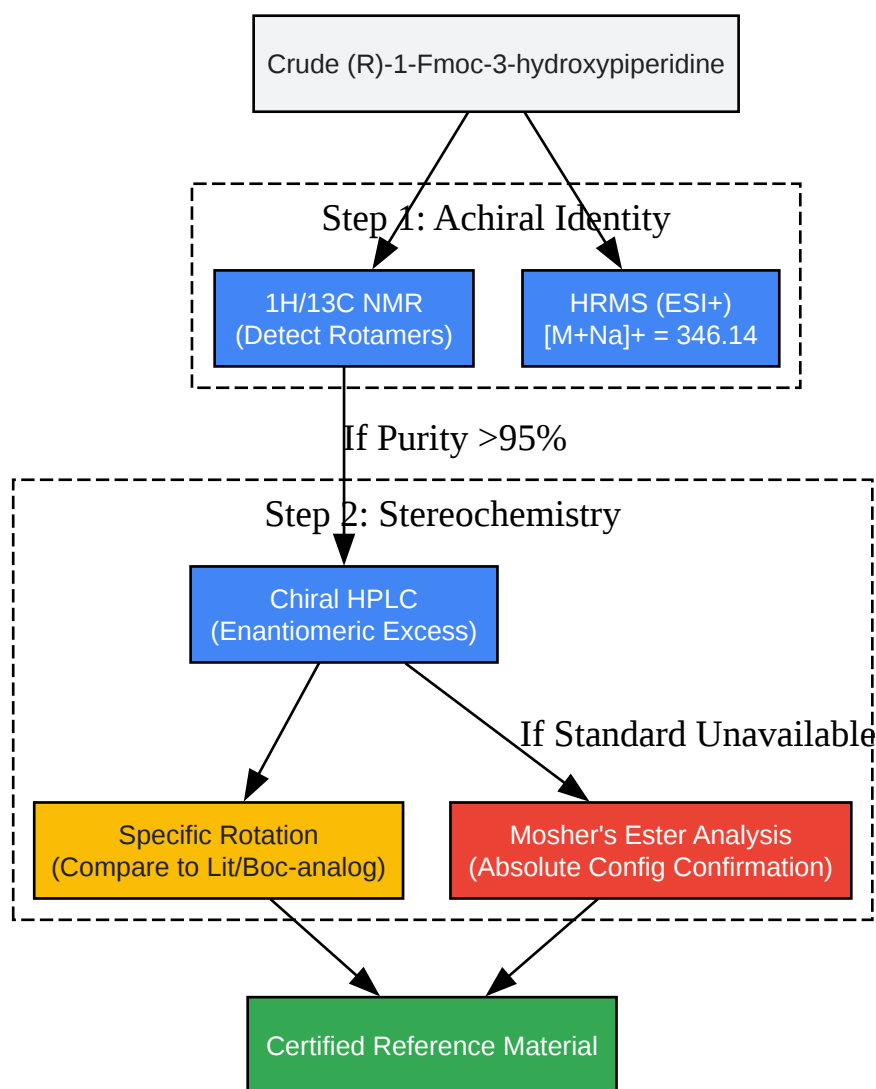 Crude (R)-1-Fmoc-3-hydroxypiperidine
Step 1: Achiral Identity
1H/13C NMR
(Detect Rotamers)
HRMS (ESI+)
[M+Na]+ = 346.14
If Purity >95%
Step 2: Stereochemistry
Chiral HPLC
(Enantiomeric Excess)
If Standard Unavailable
Specific Rotation
(Compare to Lit/Boc-analog)
Mosher's Ester Analysis
(Absolute Config Confirmation)
Certified Reference Material